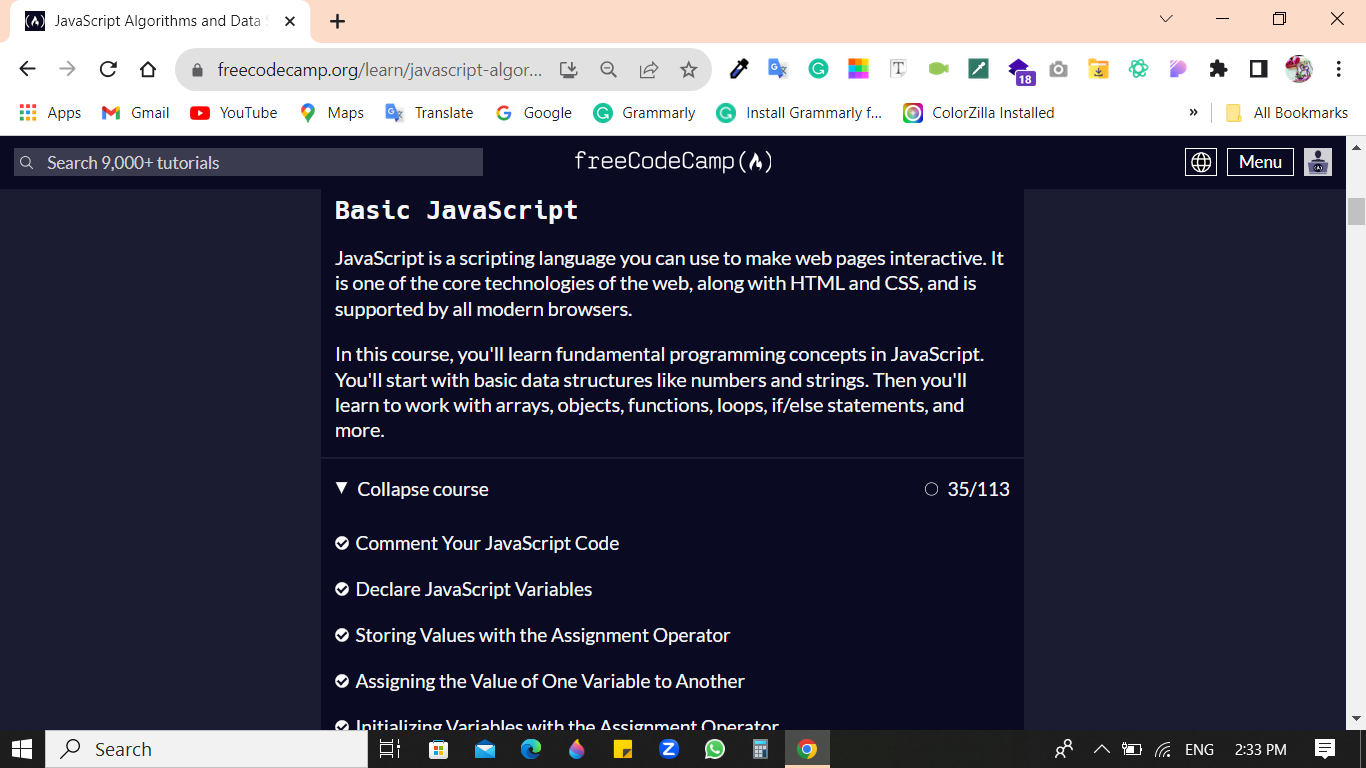 JavaScript Algorithms and Data S
freecodecamp.org/learn/javascript-algor...
18
Apps Gmail YouTube Maps Translate Google Grammarly Install Grammarly f... ColorZilla Installed » All Bookmarks
Search 9,000+ tutorials freeCodeCamp Menu
Basic JavaScript
JavaScript is a scripting language you can use to make web pages interactive. It
is one of the core technologies of the web, along with HTML and CSS, and is
supported by all modern browsers.
In this course, you'll learn fundamental programming concepts in JavaScript.
You'll start with basic data structures like numbers and strings. Then you'll
learn to work with arrays, objects, functions, loops, if/else statements, and
more.
Collapse course 35/113
Comment Your JavaScript Code
Declare JavaScript Variables
Storing Values with the Assignment Operator
Assigning the Value of One Variable to Another
Initializing Variables with the Assignment Operator
Search ENG 2:33 PM